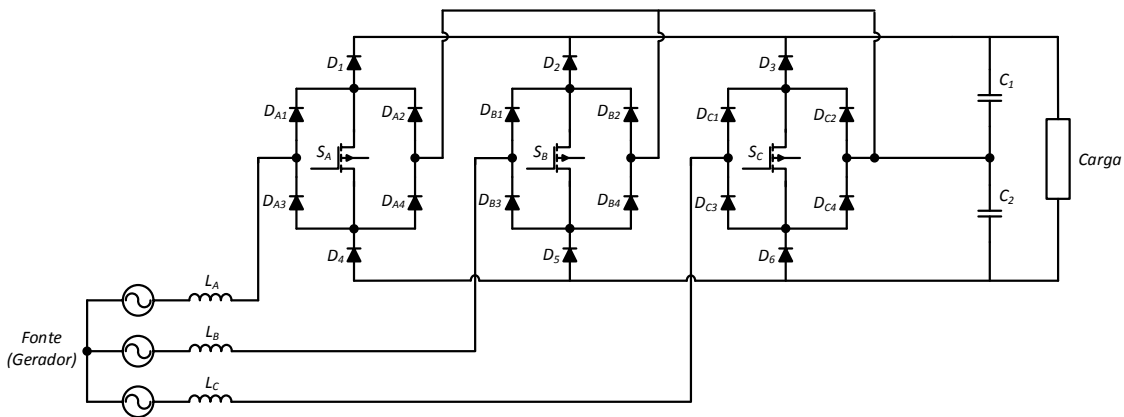 D1
D2
D3
C1
DA1
DA2
DB1
DB2
DC1
DC2
SA
SB
SC
Carga
DA3
DA4
DB3
DB4
DC3
DC4
C2
D4
D5
D6
LA
Fonte
(Gerador)
LB
LC